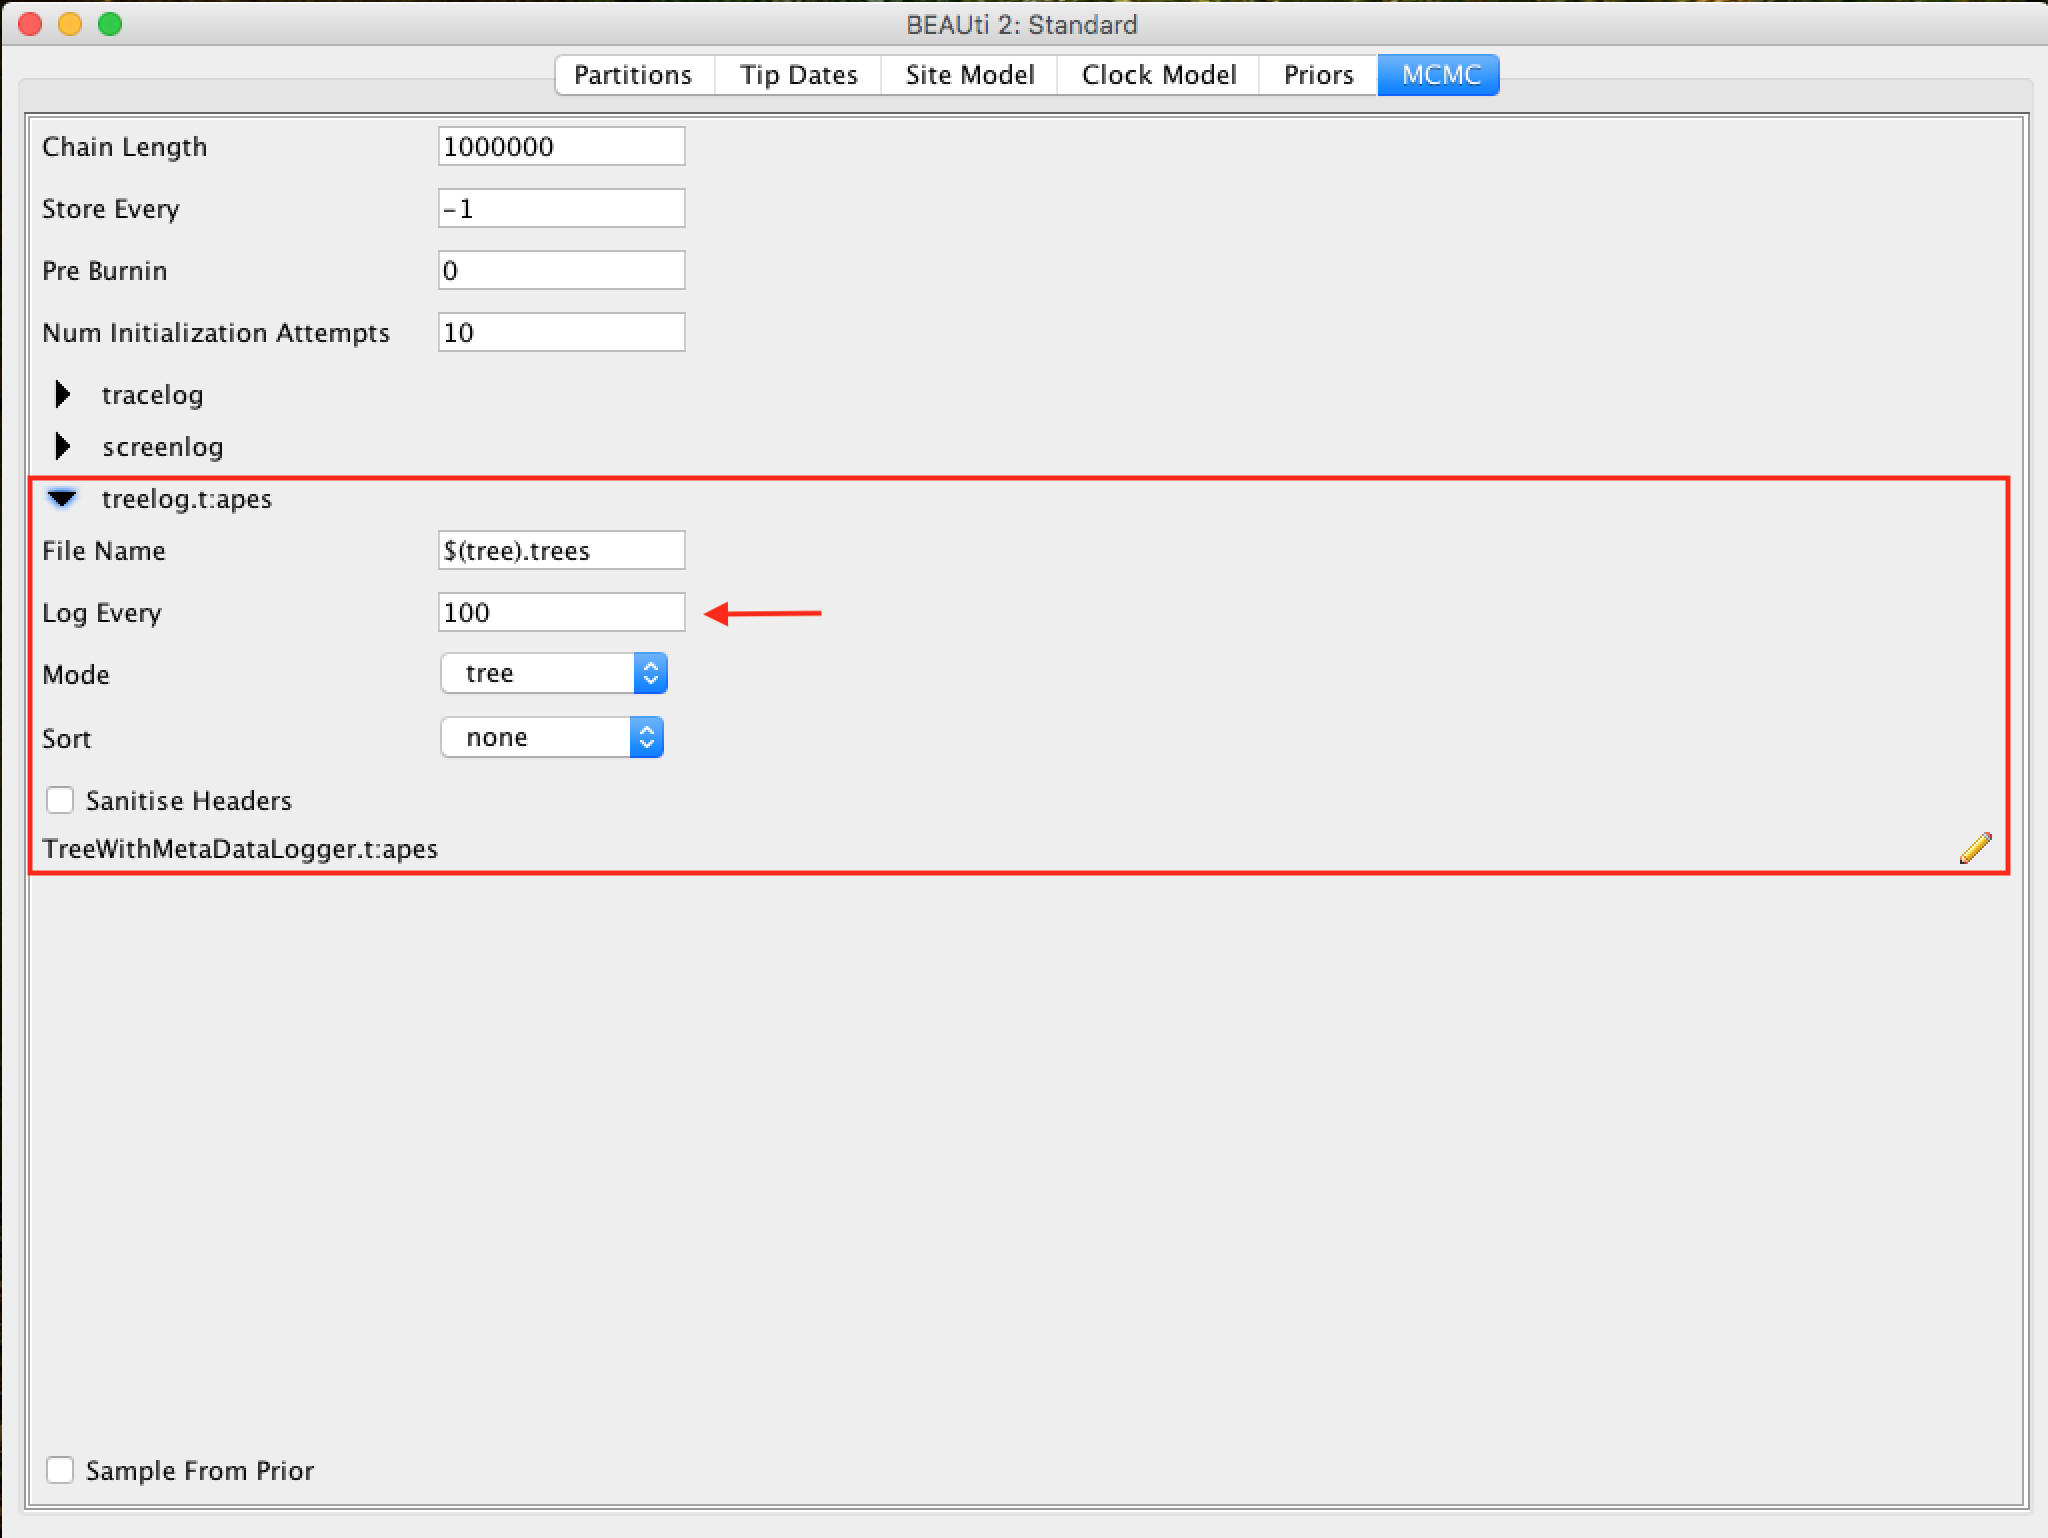 BEAUti 2: Standard
Partitions Tip Dates Site Model Clock Model Priors MCMC
Chain Length 1000000
Store Every -1
Pre Burnin 0
Num Initialization Attempts 10
tracelog
screenlog
treelog.t:apes
File Name $(tree).trees
Log Every 100
Mode tree
Sort none
Sanitise Headers
TreeWithMetaDataLogger.t:apes
Sample From Prior